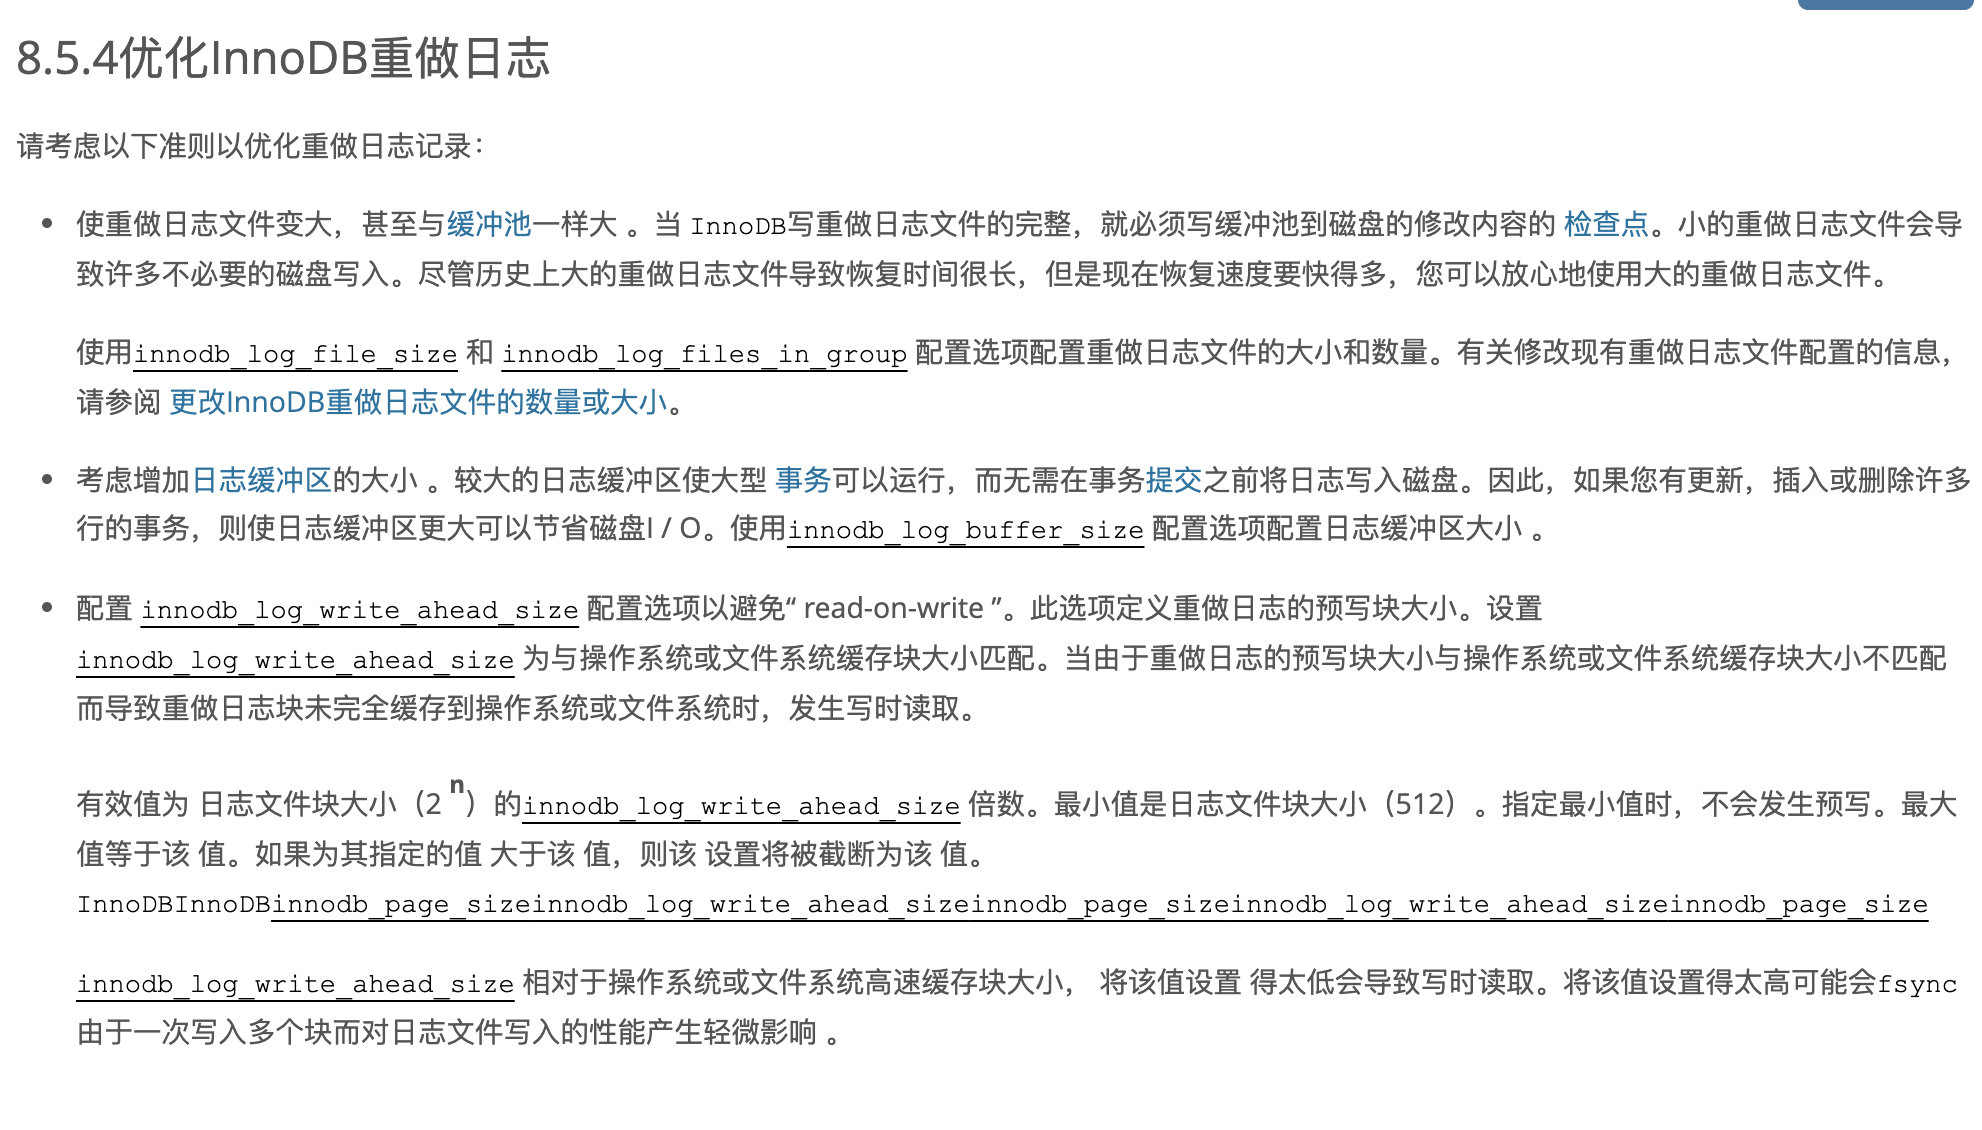 8.5.4优化InnoDB重做日志
请考虑以下准则以优化重做日志记录：
• 使重做日志文件变大，甚至与缓冲池一样大 。当 InnoDB写重做日志文件的完整，就必须写缓冲池到磁盘的修改内容的 检查点。小的重做日志文件会导
致许多不必要的磁盘写入。尽管历史上大的重做日志文件导致恢复时间很长，但是现在恢复速度要快得多，您可以放心地使用大的重做日志文件。
使用innodb_log_file_size 和 innodb_log_files_in_group 配置选项配置重做日志文件的大小和数量。有关修改现有重做日志文件配置的信息，
请参阅 更改InnoDB重做日志文件的数量或大小。
• 考虑增加日志缓冲区的大小 。较大的日志缓冲区使大型 事务可以运行，而无需在事务提交之前将日志写入磁盘。因此，如果您有更新，插入或删除许多
行的事务，则使日志缓冲区更大可以节省磁盘I / O。使用innodb_log_buffer_size 配置选项配置日志缓冲区大小 。
• 配置 innodb_log_write_ahead_size 配置选项以避免“ read-on-write ”。此选项定义重做日志的预写块大小。设置
innodb_log_write_ahead_size 为与操作系统或文件系统缓存块大小匹配。当由于重做日志的预写块大小与操作系统或文件系统缓存块大小不匹配
而导致重做日志块未完全缓存到操作系统或文件系统时，发生写时读取。
有效值为 日志文件块大小（2 n）的innodb_log_write_ahead_size 倍数。最小值是日志文件块大小（512）。指定最小值时，不会发生预写。最大
值等于该 值。如果为其指定的值 大于该 值，则该 设置将被截断为该 值。
InnoDBInnoDBinnodb_page_sizeinnodb_log_write_ahead_sizeinnodb_page_sizeinnodb_log_write_ahead_sizeinnodb_page_size
innodb_log_write_ahead_size 相对于操作系统或文件系统高速缓存块大小， 将该值设置 得太低会导致写时读取。将该值设置得太高可能会fsync
由于一次写入多个块而对日志文件写入的性能产生轻微影响 。